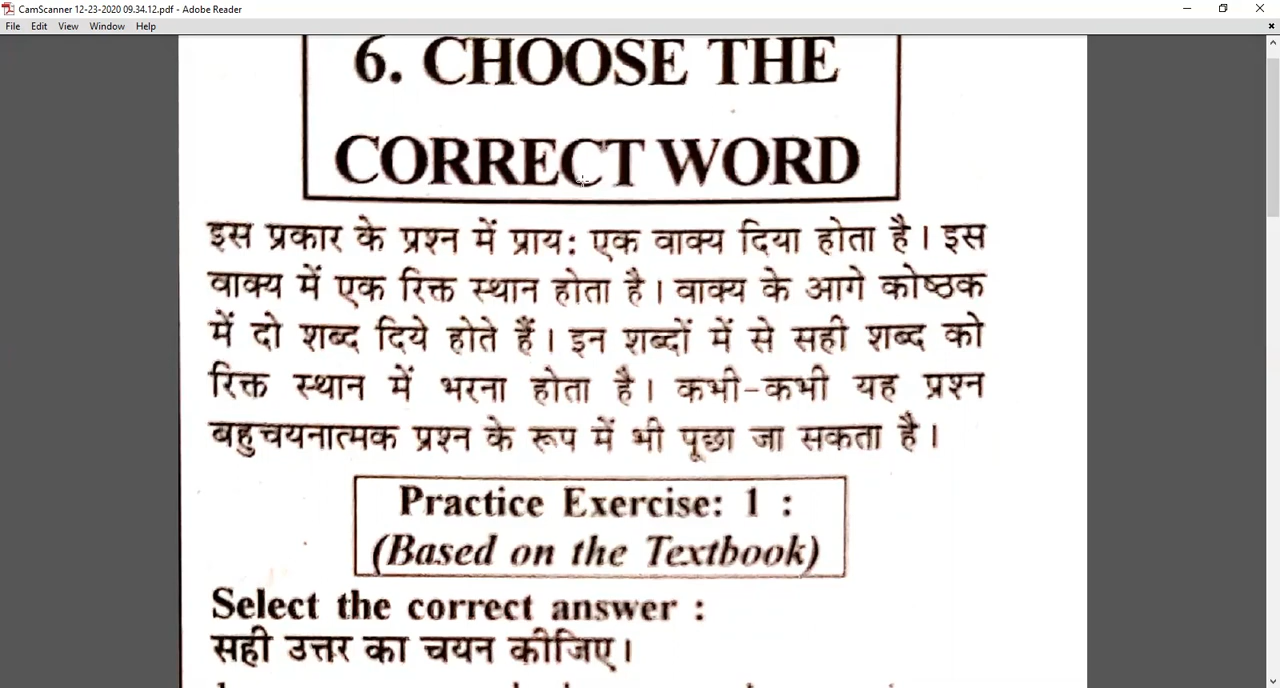 CamScanner 12-23-2020 09.34.12.pdf - Adobe Reader
File Edit View Window Help
6. CHOOSE THE
CORRECT WORD
इस प्रकार के प्रश्न में प्राय: एक वाक्य दिया होता है। इस
वाक्य में एक रिक्त स्थान होता है। वाक्य के आगे कोष्ठक
में दो शब्द दिये होते हैं। इन शब्दों में से सही शब्द को
रिक्त स्थान में भरना होता है। कभी-कभी यह प्रश्न
बहुचयनात्मक प्रश्न के रूप में भी पूछा जा सकता है।
Practice Exercise: 1 :
(Based on the Textbook)
Select the correct answer :
सही उत्तर का चयन कीजिए।